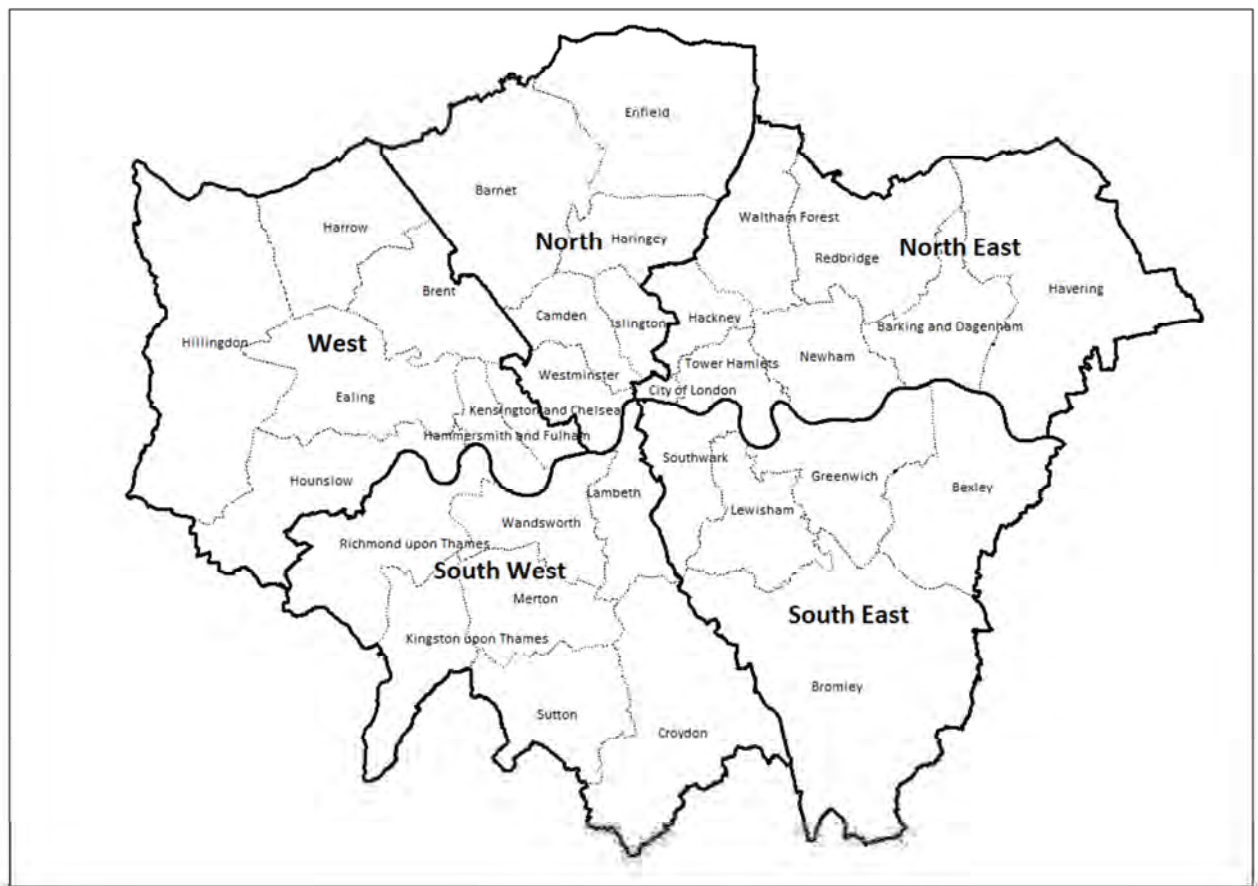 Enfield
Barnet
Waltham Forest
Harrow
North
Haringey
North East
Redbridge
Brent
Havering
Camden
Hackney
Islington
Barking and Dagenham
Hillingdon
West
Newham
Tower Hamlets
Westminster
City of London
Ealing
Kensington and Chelsea
Hammersmith and Fulham
Southwark
Greenwich
Hounslow
Bexley
Lambeth
Lewisham
Wandsworth
Richmond upon Thames
South West
Merton
South East
Kingston upon Thames
Bromley
Sutton
Croydon